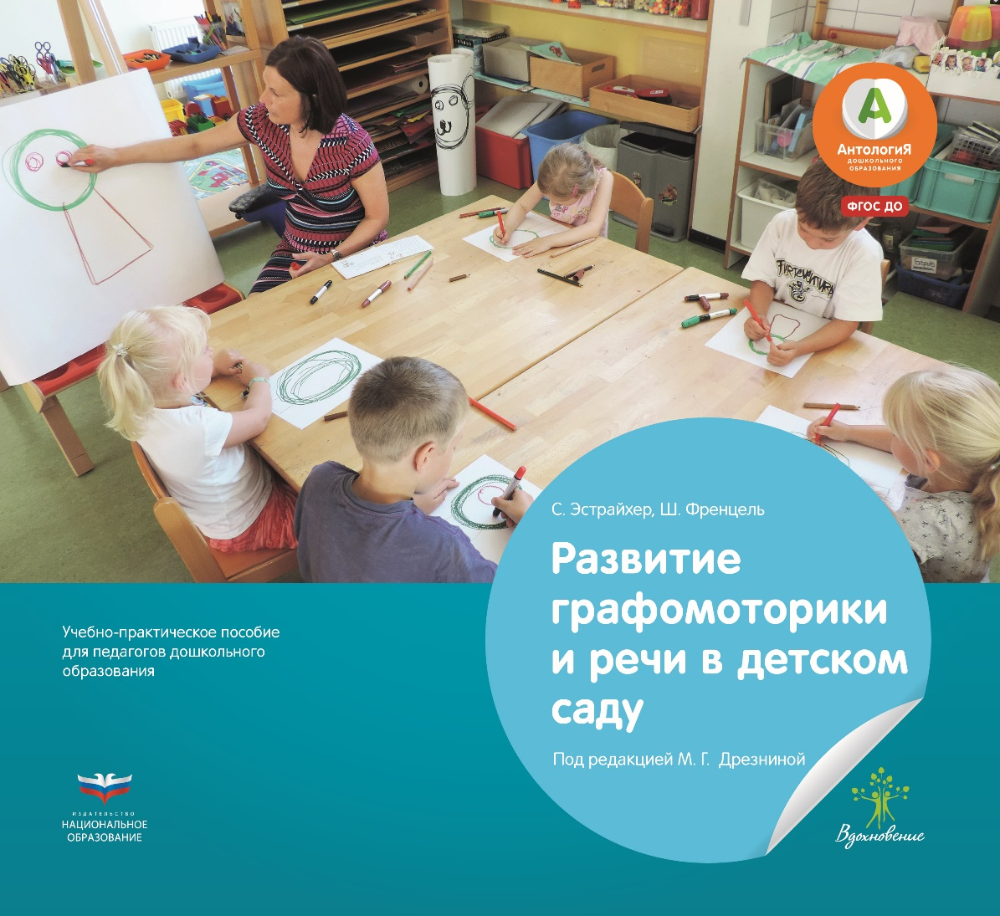 АнтологиЯ
ДОШКОЛЬНОГО
ОБРАЗОВАНИЯ
ФГОС ДО
FUERTEVENTURA
С. Эстрайхер, Ш. Френцель
Развитие
графомоторики
и речи в детском
саду
Под редакцией М. Г. Дрезниной
Учебно-практическое пособие
для педагогов дошкольного
образования
ИЗДАТЕЛЬСТВО
НАЦИОНАЛЬНОЕ
ОБРАЗОВАНИЕ
Вдохновение